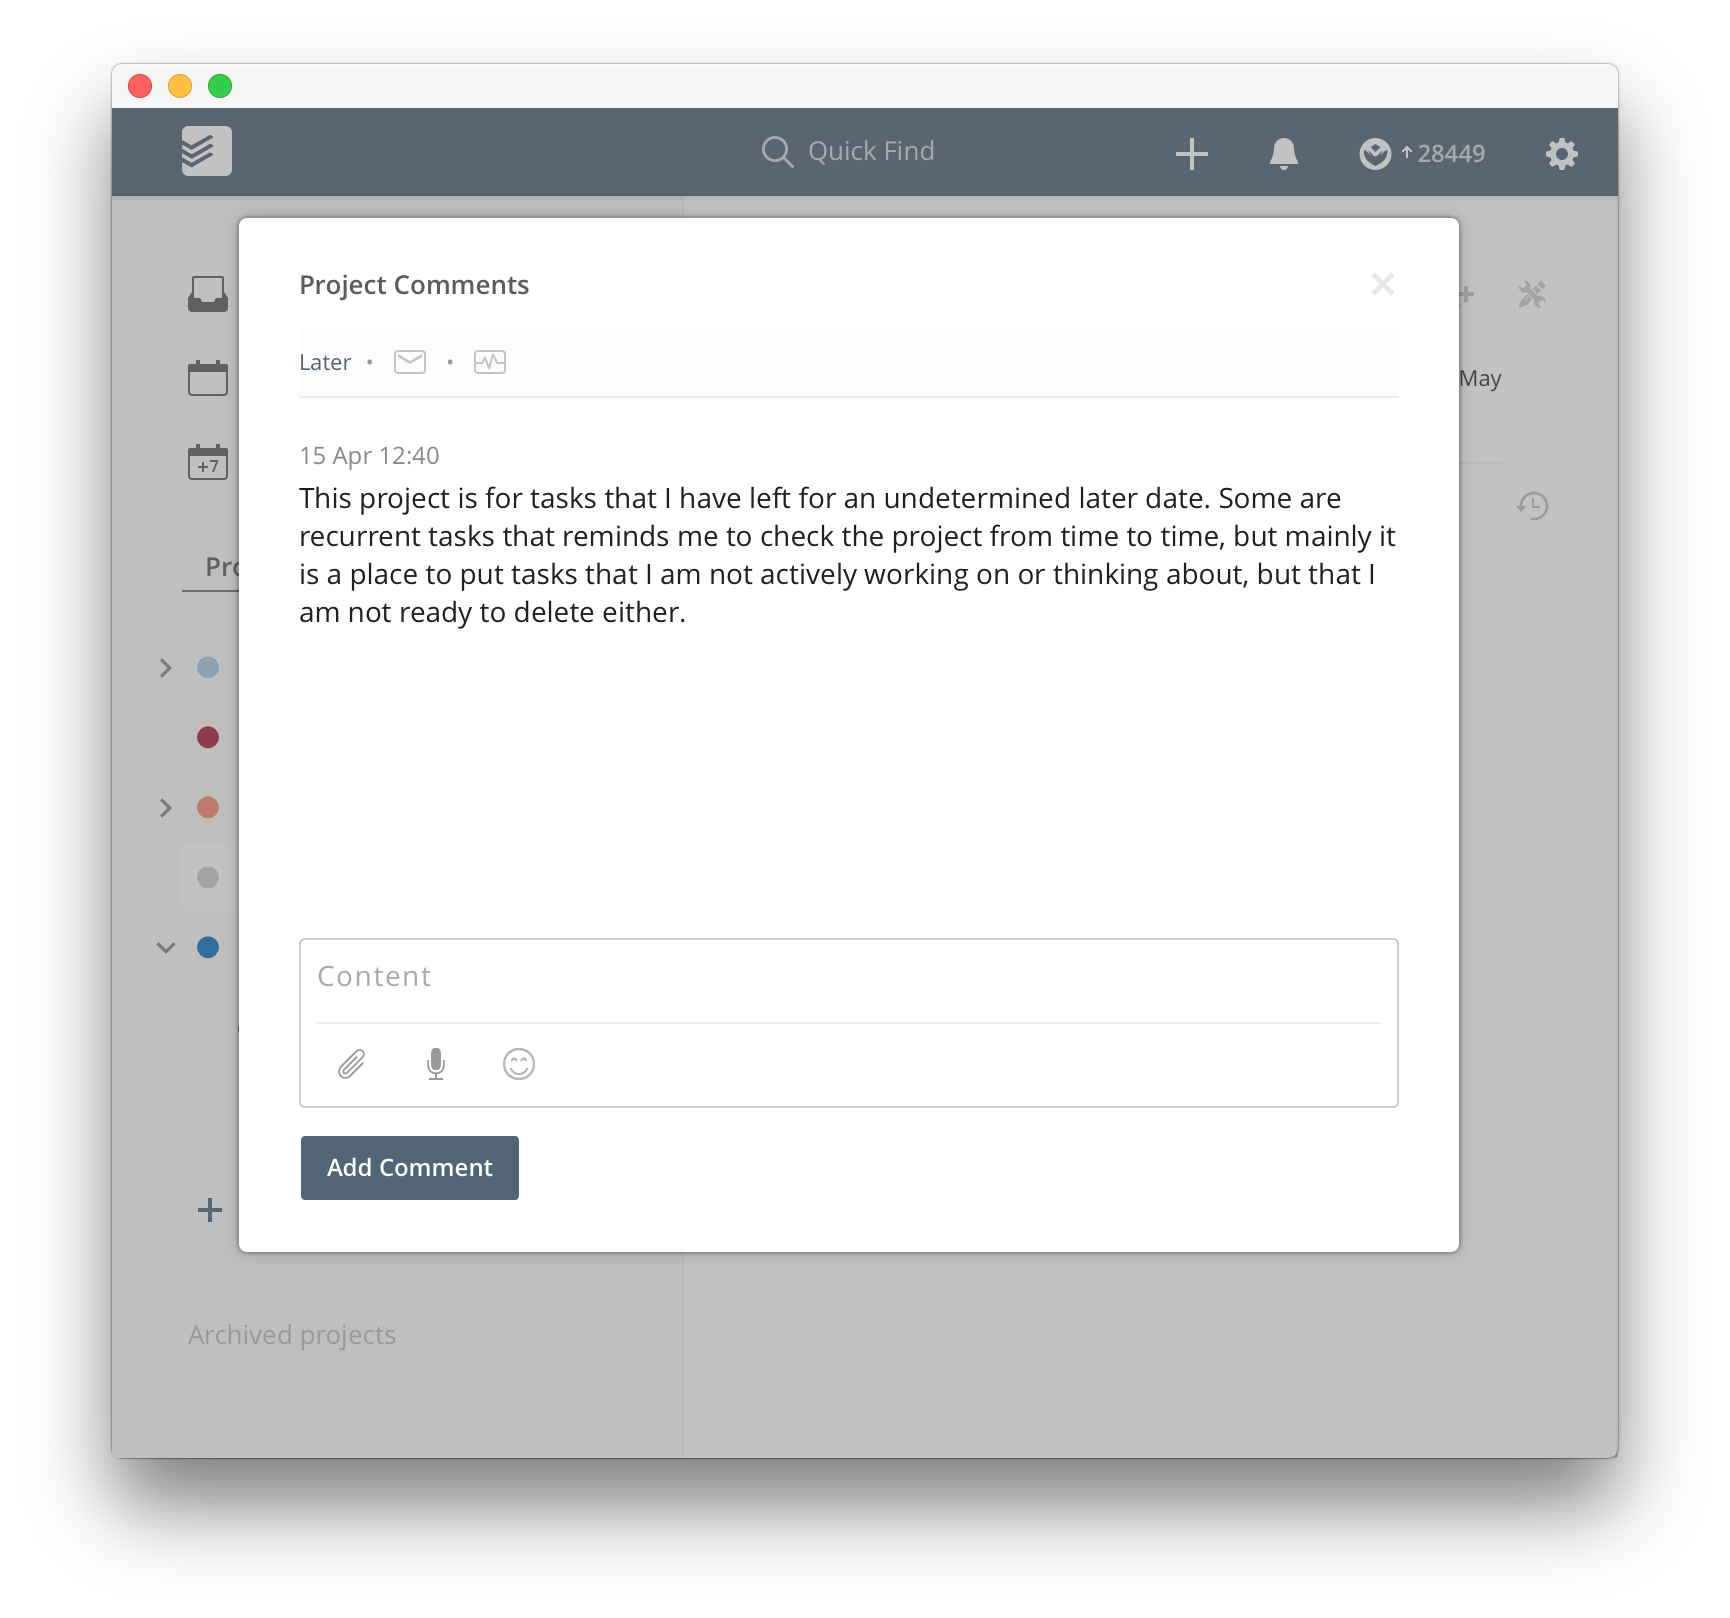 Quick Find
28449
Project Comments
Later
May
15 Apr 12:40
This project is for tasks that I have left for an undetermined later date. Some are
recurrent tasks that reminds me to check the project from time to time, but mainly it
is a place to put tasks that I am not actively working on or thinking about, but that I
am not ready to delete either.
+7
Content
Add Comment
Archived projects